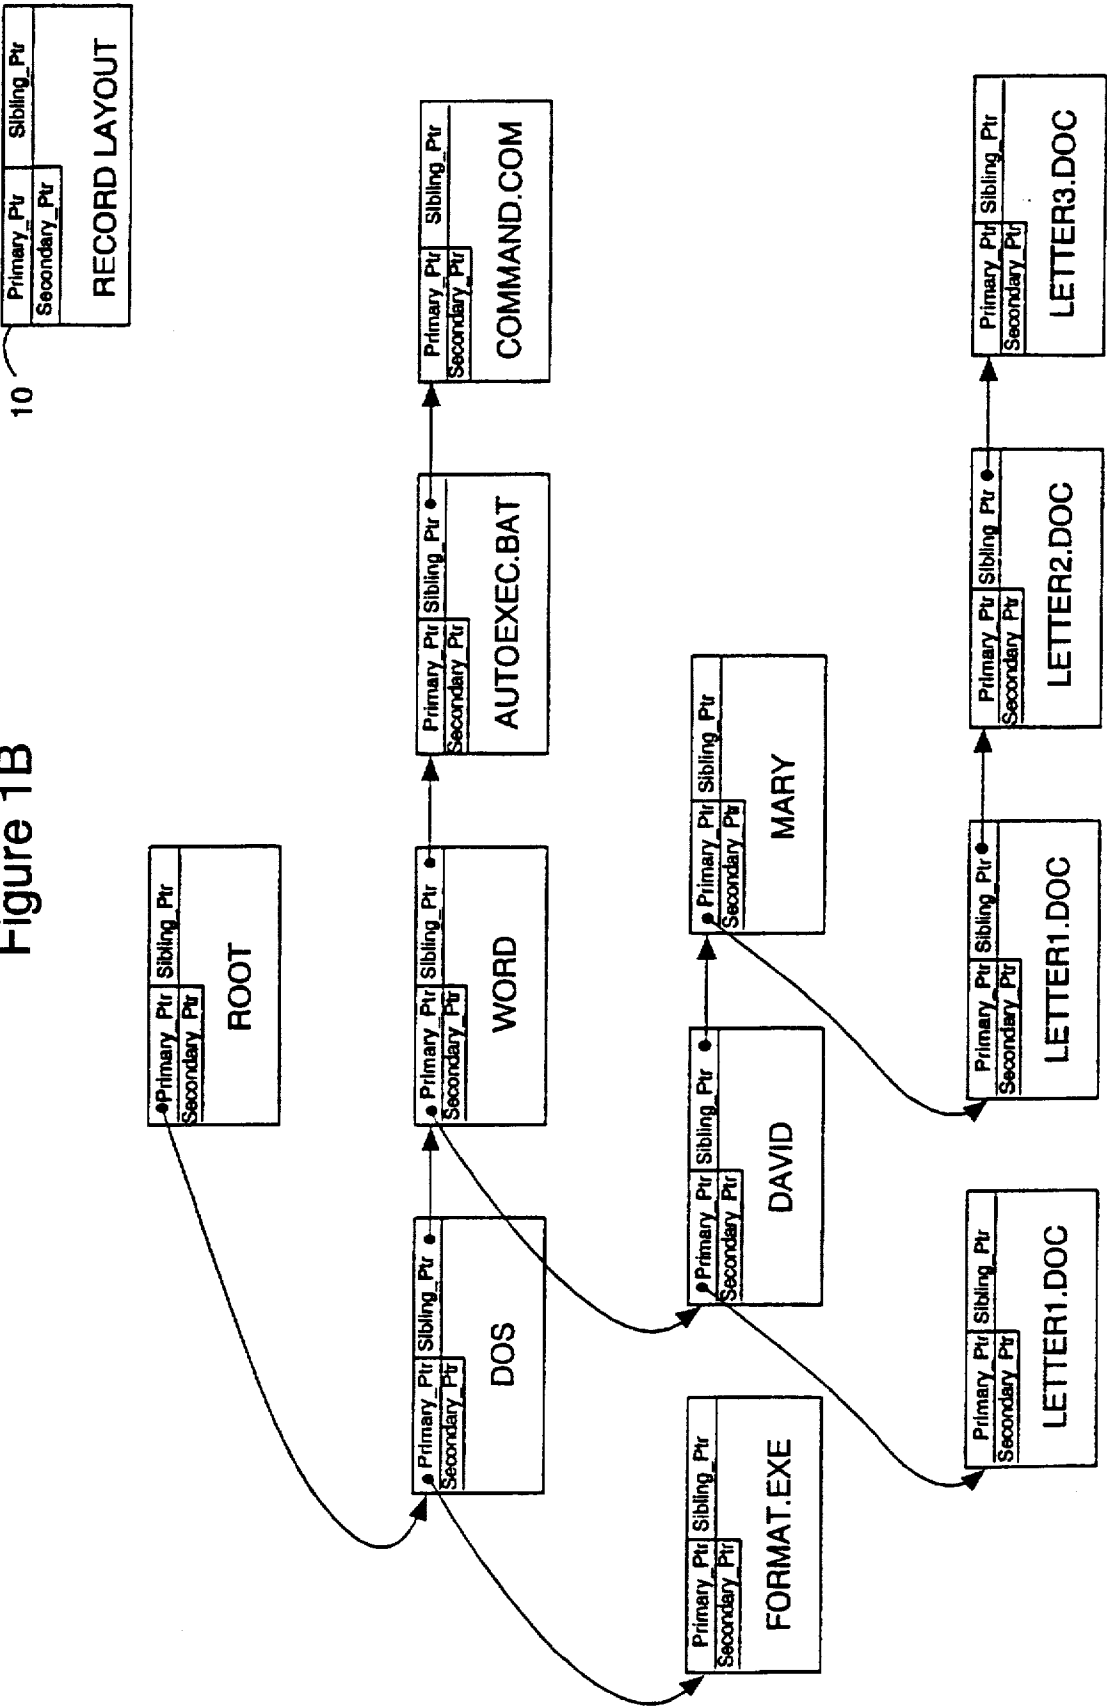 Figure 1B
10
Primary_Ptr Sibling_Ptr
Secondary_Ptr
RECORD LAYOUT
Primary_Ptr Sibling_Ptr
Secondary_Ptr
ROOT
Primary_Ptr Sibling_Ptr
Secondary_Ptr
DOS
Primary_Ptr Sibling_Ptr
Secondary_Ptr
WORD
Primary_Ptr Sibling_Ptr
Secondary_Ptr
AUTOEXEC.BAT
Primary_Ptr Sibling_Ptr
Secondary_Ptr
COMMAND.COM
Primary_Ptr Sibling_Ptr
Secondary_Ptr
FORMAT.EXE
Primary_Ptr Sibling_Ptr
Secondary_Ptr
DAVID
Primary_Ptr Sibling_Ptr
Secondary_Ptr
MARY
Primary_Ptr Sibling_Ptr
Secondary_Ptr
LETTER1.DOC
Primary_Ptr Sibling_Ptr
Secondary_Ptr
LETTER1.DOC
Primary_Ptr Sibling_Ptr
Secondary_Ptr
LETTER2.DOC
Primary_Ptr Sibling_Ptr
Secondary_Ptr
LETTER3.DOC